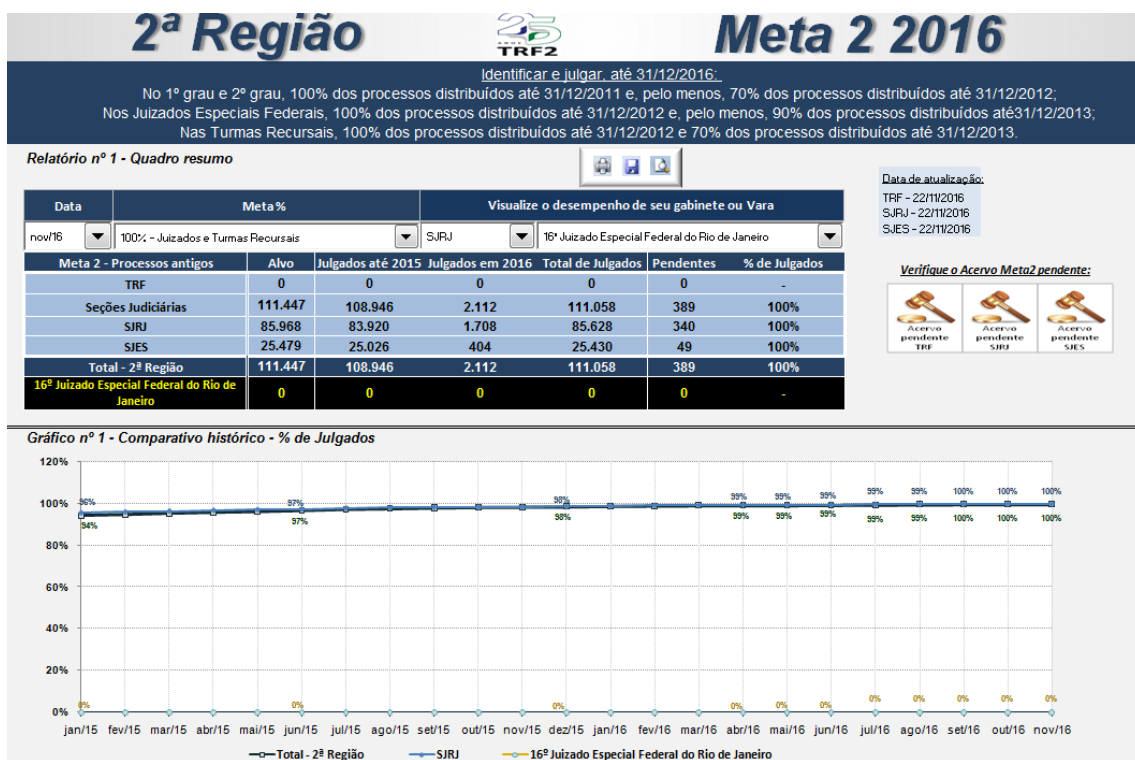 2ª Região
25
anos
TRF2
Meta 2 2016
Identificar e julgar, até 31/12/2016:
No 1º grau e 2º grau, 100% dos processos distribuídos até 31/12/2011 e, pelo menos, 70% dos processos distribuídos até 31/12/2012;
Nos Juizados Especiais Federais, 100% dos processos distribuídos até 31/12/2012 e, pelo menos, 90% dos processos distribuídos até31/12/2013;
Nas Turmas Recursais, 100% dos processos distribuídos até 31/12/2012 e 70% dos processos distribuídos até 31/12/2013.
Relatório nº 1 - Quadro resumo
Data de atualização:
TRF - 22/11/2016
SJRJ - 22/11/2016
SJES - 22/11/2016
Data Meta% Visualize o desempenho de seu gabinete ou Vara
nov/16 100% - Juizados e Turmas Recursais SJRJ 16º Juizado Especial Federal do Rio de Janeiro
Meta 2 - Processos antigos Alvo Julgados até 2015 Julgados em 2016 Total de Julgados Pendentes % de Julgados
TRF 0 0 0 0 0 -
Seções Judiciárias 111.447 108.946 2.112 111.058 389 100%
SJRJ 85.968 83.920 1.708 85.628 340 100%
SJES 25.479 25.026 404 25.430 49 100%
Total - 2ª Região 111.447 108.946 2.112 111.058 389 100%
16º Juizado Especial Federal do Rio de
Janeiro 0 0 0 0 0 -
Verifique o Acervo Meta2 pendente:
Acervo pendente TRF
Acervo pendente SJRJ
Acervo pendente SJES
Gráfico nº 1 - Comparativo histórico - % de Julgados
120%
100%
80%
60%
40%
20%
0%
96% 97% 98% 99% 99% 99% 99% 99% 100% 100% 100%
94% 97% 98% 99% 99% 99% 99% 99% 100% 100% 100%
0% 0% 0% 0% 0% 0% 0% 0% 0% 0% 0%
jan/15 fev/15 mar/15 abr/15 mai/15 jun/15 jul/15 ago/15 set/15 out/15 nov/15 dez/15 jan/16 fev/16 mar/16 abr/16 mai/16 jun/16 jul/16 ago/16 set/16 out/16 nov/16
Total - 2ª Região SJRJ 16º Juizado Especial Federal do Rio de Janeiro